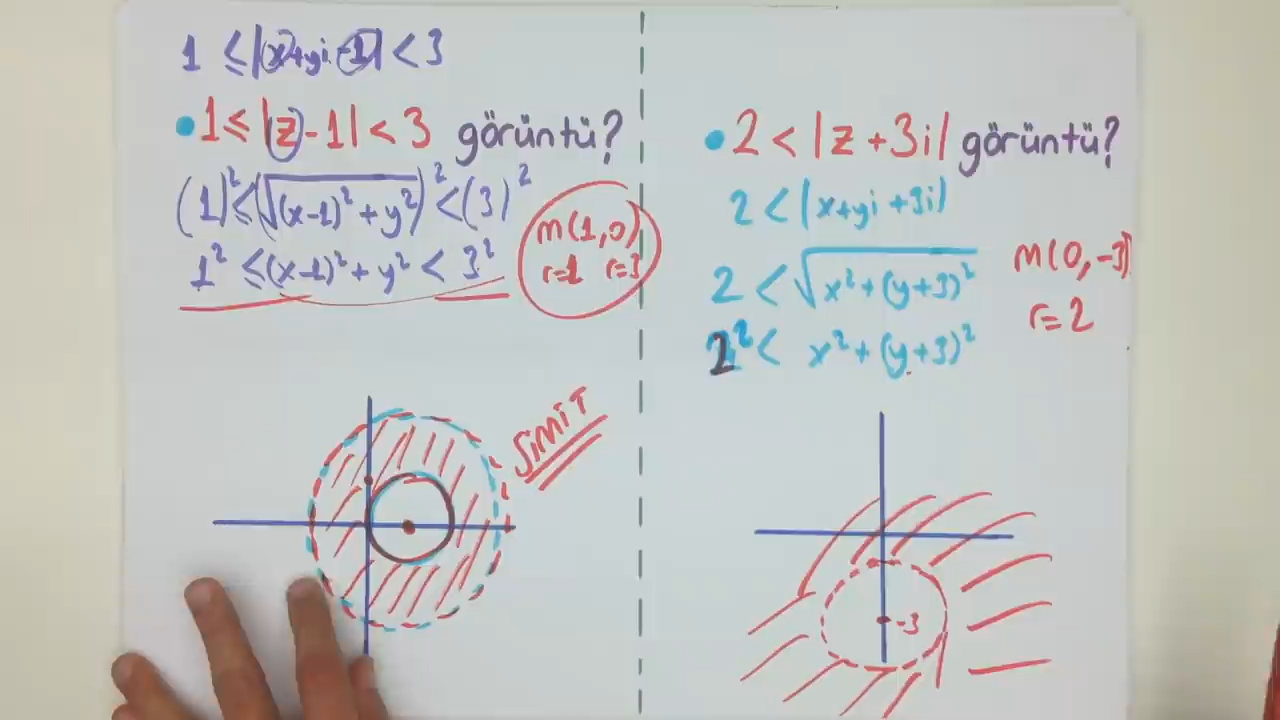 1 ≤ |x+yi-1| < 3
• 1 ≤ |z-1| < 3 görüntü?
(1)² ≤ (√((x-1)² + y²))² < (3)²
1² ≤ (x-1)² + y² < 3²
m(1,0)
r=1 r=3
SiMiT
• 2 < |z+3i| görüntü?
2 < |x+yi+3i|
2 < √(x²+(y+3)²)
2² < x²+(y+3)²
m(0,-3)
r=2
-3